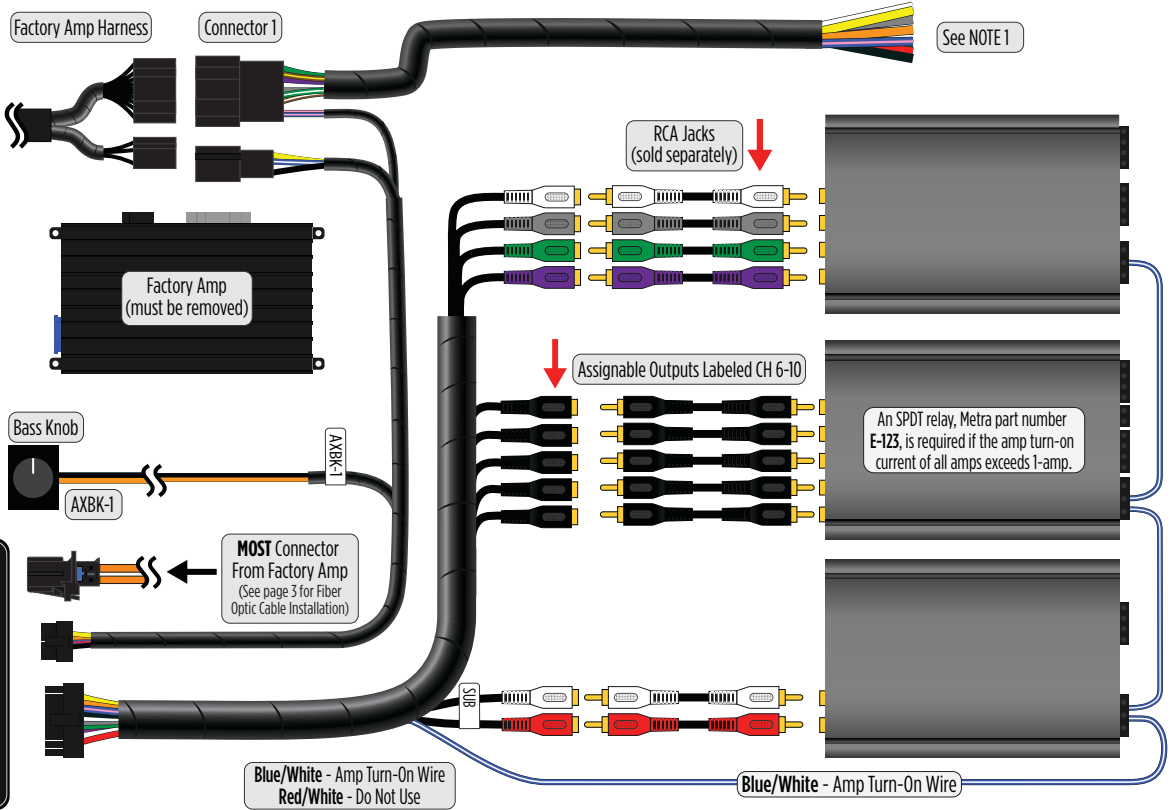 Factory Amp Harness
Connector 1
See NOTE 1
RCA Jacks
(sold separately)
Factory Amp
(must be removed)
Assignable Outputs Labeled CH 6-10
An SPDT relay, Metra part number
E-123, is required if the amp turn-on
current of all amps exceeds 1-amp.
Bass Knob
AXBK-1
AXBK-1
MOST Connector
From Factory Amp
(See page 3 for Fiber
Optic Cable Installation)
SUB
Blue/White - Amp Turn-On Wire
Red/White - Do Not Use
Blue/White - Amp Turn-On Wire